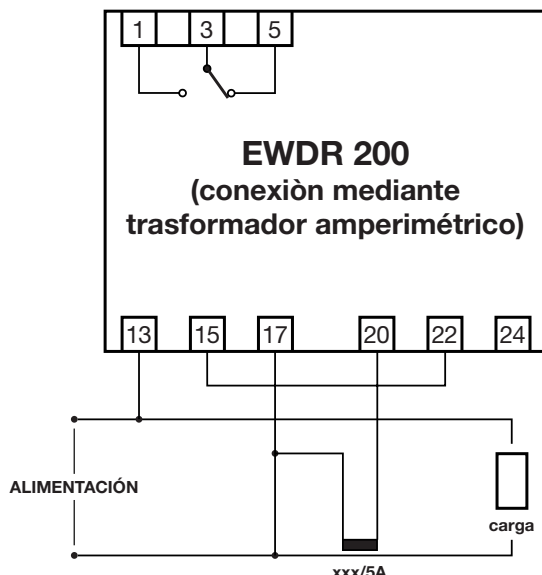 1 3 5
EWDR 200
(conexiòn mediante
trasformador amperimétrico)
13 15 17 20 22 24
ALIMENTACIÓN
carga
xxx/5A